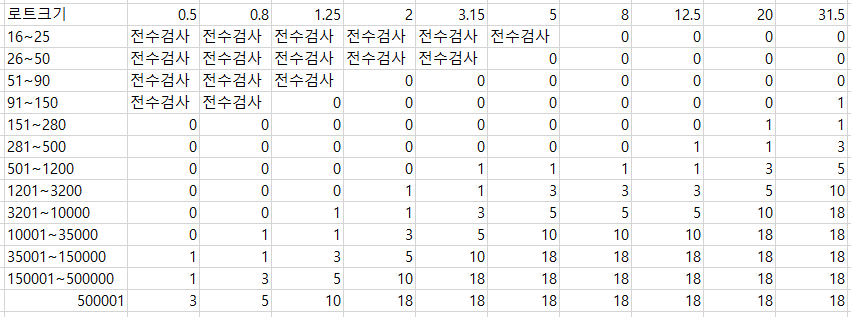 로트크기 0.5 0.8 1.25 2 3.15 5 8 12.5 20 31.5
16~25 전수검사 전수검사 전수검사 전수검사 전수검사 전수검사 0 0 0 0
26~50 전수검사 전수검사 전수검사 전수검사 전수검사 0 0 0 0 0
51~90 전수검사 전수검사 전수검사 0 0 0 0 0 0 0
91~150 전수검사 전수검사 0 0 0 0 0 0 0 1
151~280 0 0 0 0 0 0 0 0 1 1
281~500 0 0 0 0 0 0 0 1 1 3
501~1200 0 0 0 0 1 1 1 1 3 5
1201~3200 0 0 0 1 1 3 3 3 5 10
3201~10000 0 0 1 1 3 5 5 5 10 18
10001~35000 0 1 1 3 5 10 10 10 18 18
35001~150000 1 1 3 5 10 18 18 18 18 18
150001~500000 1 3 5 10 18 18 18 18 18 18
500001 3 5 10 18 18 18 18 18 18 18